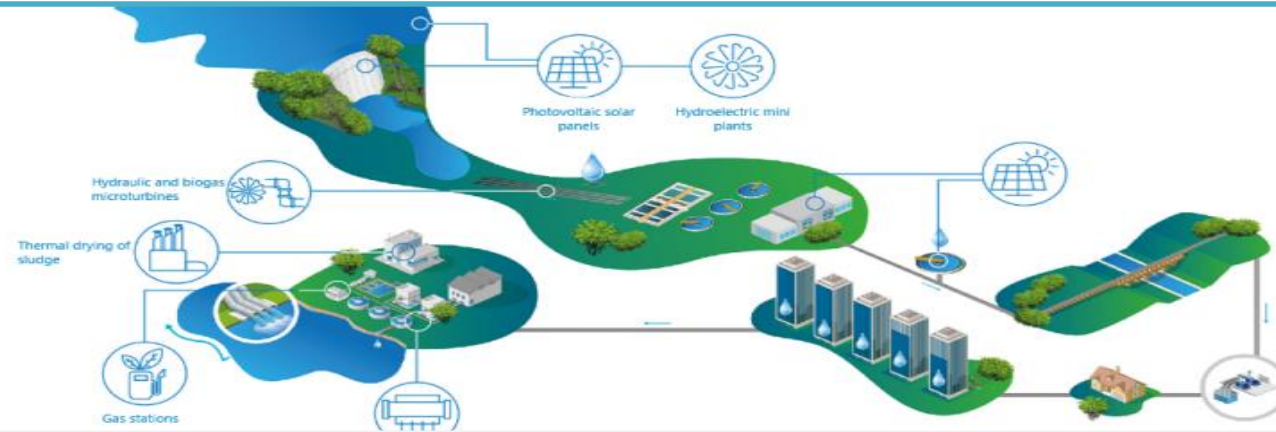 Photovoltaic solar
panels
Hydroelectric mini
plants
Hydraulic and biogas
microturbines
Thermal drying of
sludge
Gas stations